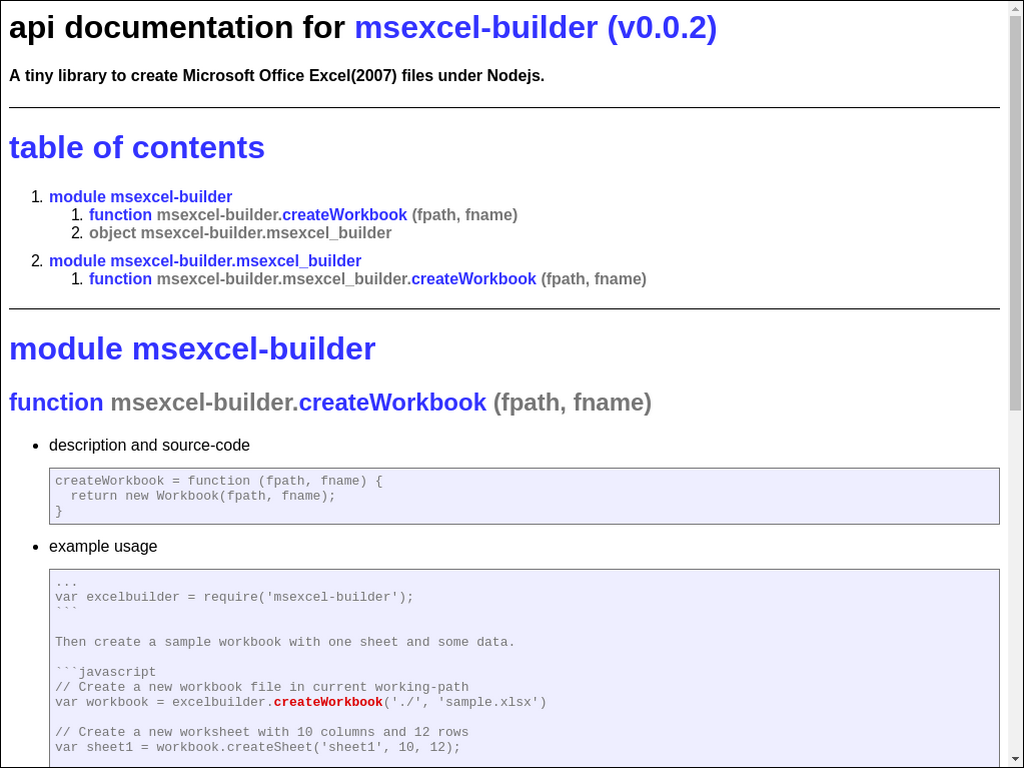 api documentation for msexcel-builder (v0.0.2)
A tiny library to create Microsoft Office Excel(2007) files under Nodejs.
table of contents
1. module msexcel-builder
1. function msexcel-builder.createWorkbook (fpath, fname)
2. object msexcel-builder.msexcel_builder
2. module msexcel-builder.msexcel_builder
1. function msexcel-builder.msexcel_builder.createWorkbook (fpath, fname)
module msexcel-builder
function msexcel-builder.createWorkbook (fpath, fname)
• description and source-code
createWorkbook = function (fpath, fname) {
  return new Workbook(fpath, fname);
}
• example usage
...
var excelbuilder = require('msexcel-builder');
```
Then create a sample workbook with one sheet and some data.
```javascript
// Create a new workbook file in current working-path
var workbook = excelbuilder.createWorkbook('./', 'sample.xlsx')
// Create a new worksheet with 10 columns and 12 rows
var sheet1 = workbook.createSheet('sheet1', 10, 12);